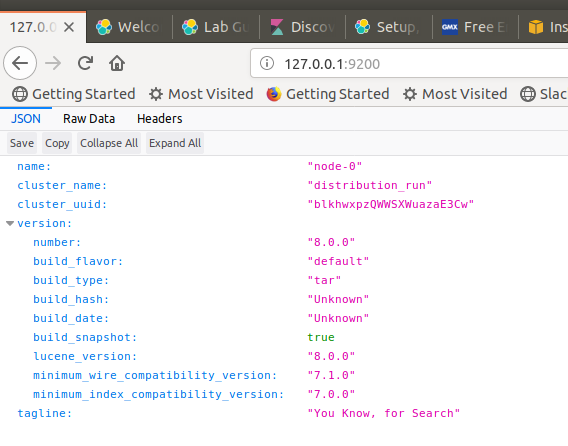 127.0.0
Welco
Lab Gu
Discov
Setup,
GMX Free E
Ins
127.0.0.1:9200
Getting Started Most Visited Getting Started Most Visited Slac
JSON Raw Data Headers
Save Copy Collapse All Expand All
name: "node-0"
cluster_name: "distribution_run"
cluster_uuid: "blkhwxpzQWWSXWuazaE3Cw"
version:
number: "8.0.0"
build_flavor: "default"
build_type: "tar"
build_hash: "Unknown"
build_date: "Unknown"
build_snapshot: true
lucene_version: "8.0.0"
minimum_wire_compatibility_version: "7.1.0"
minimum_index_compatibility_version: "7.0.0"
tagline: "You Know, for Search"